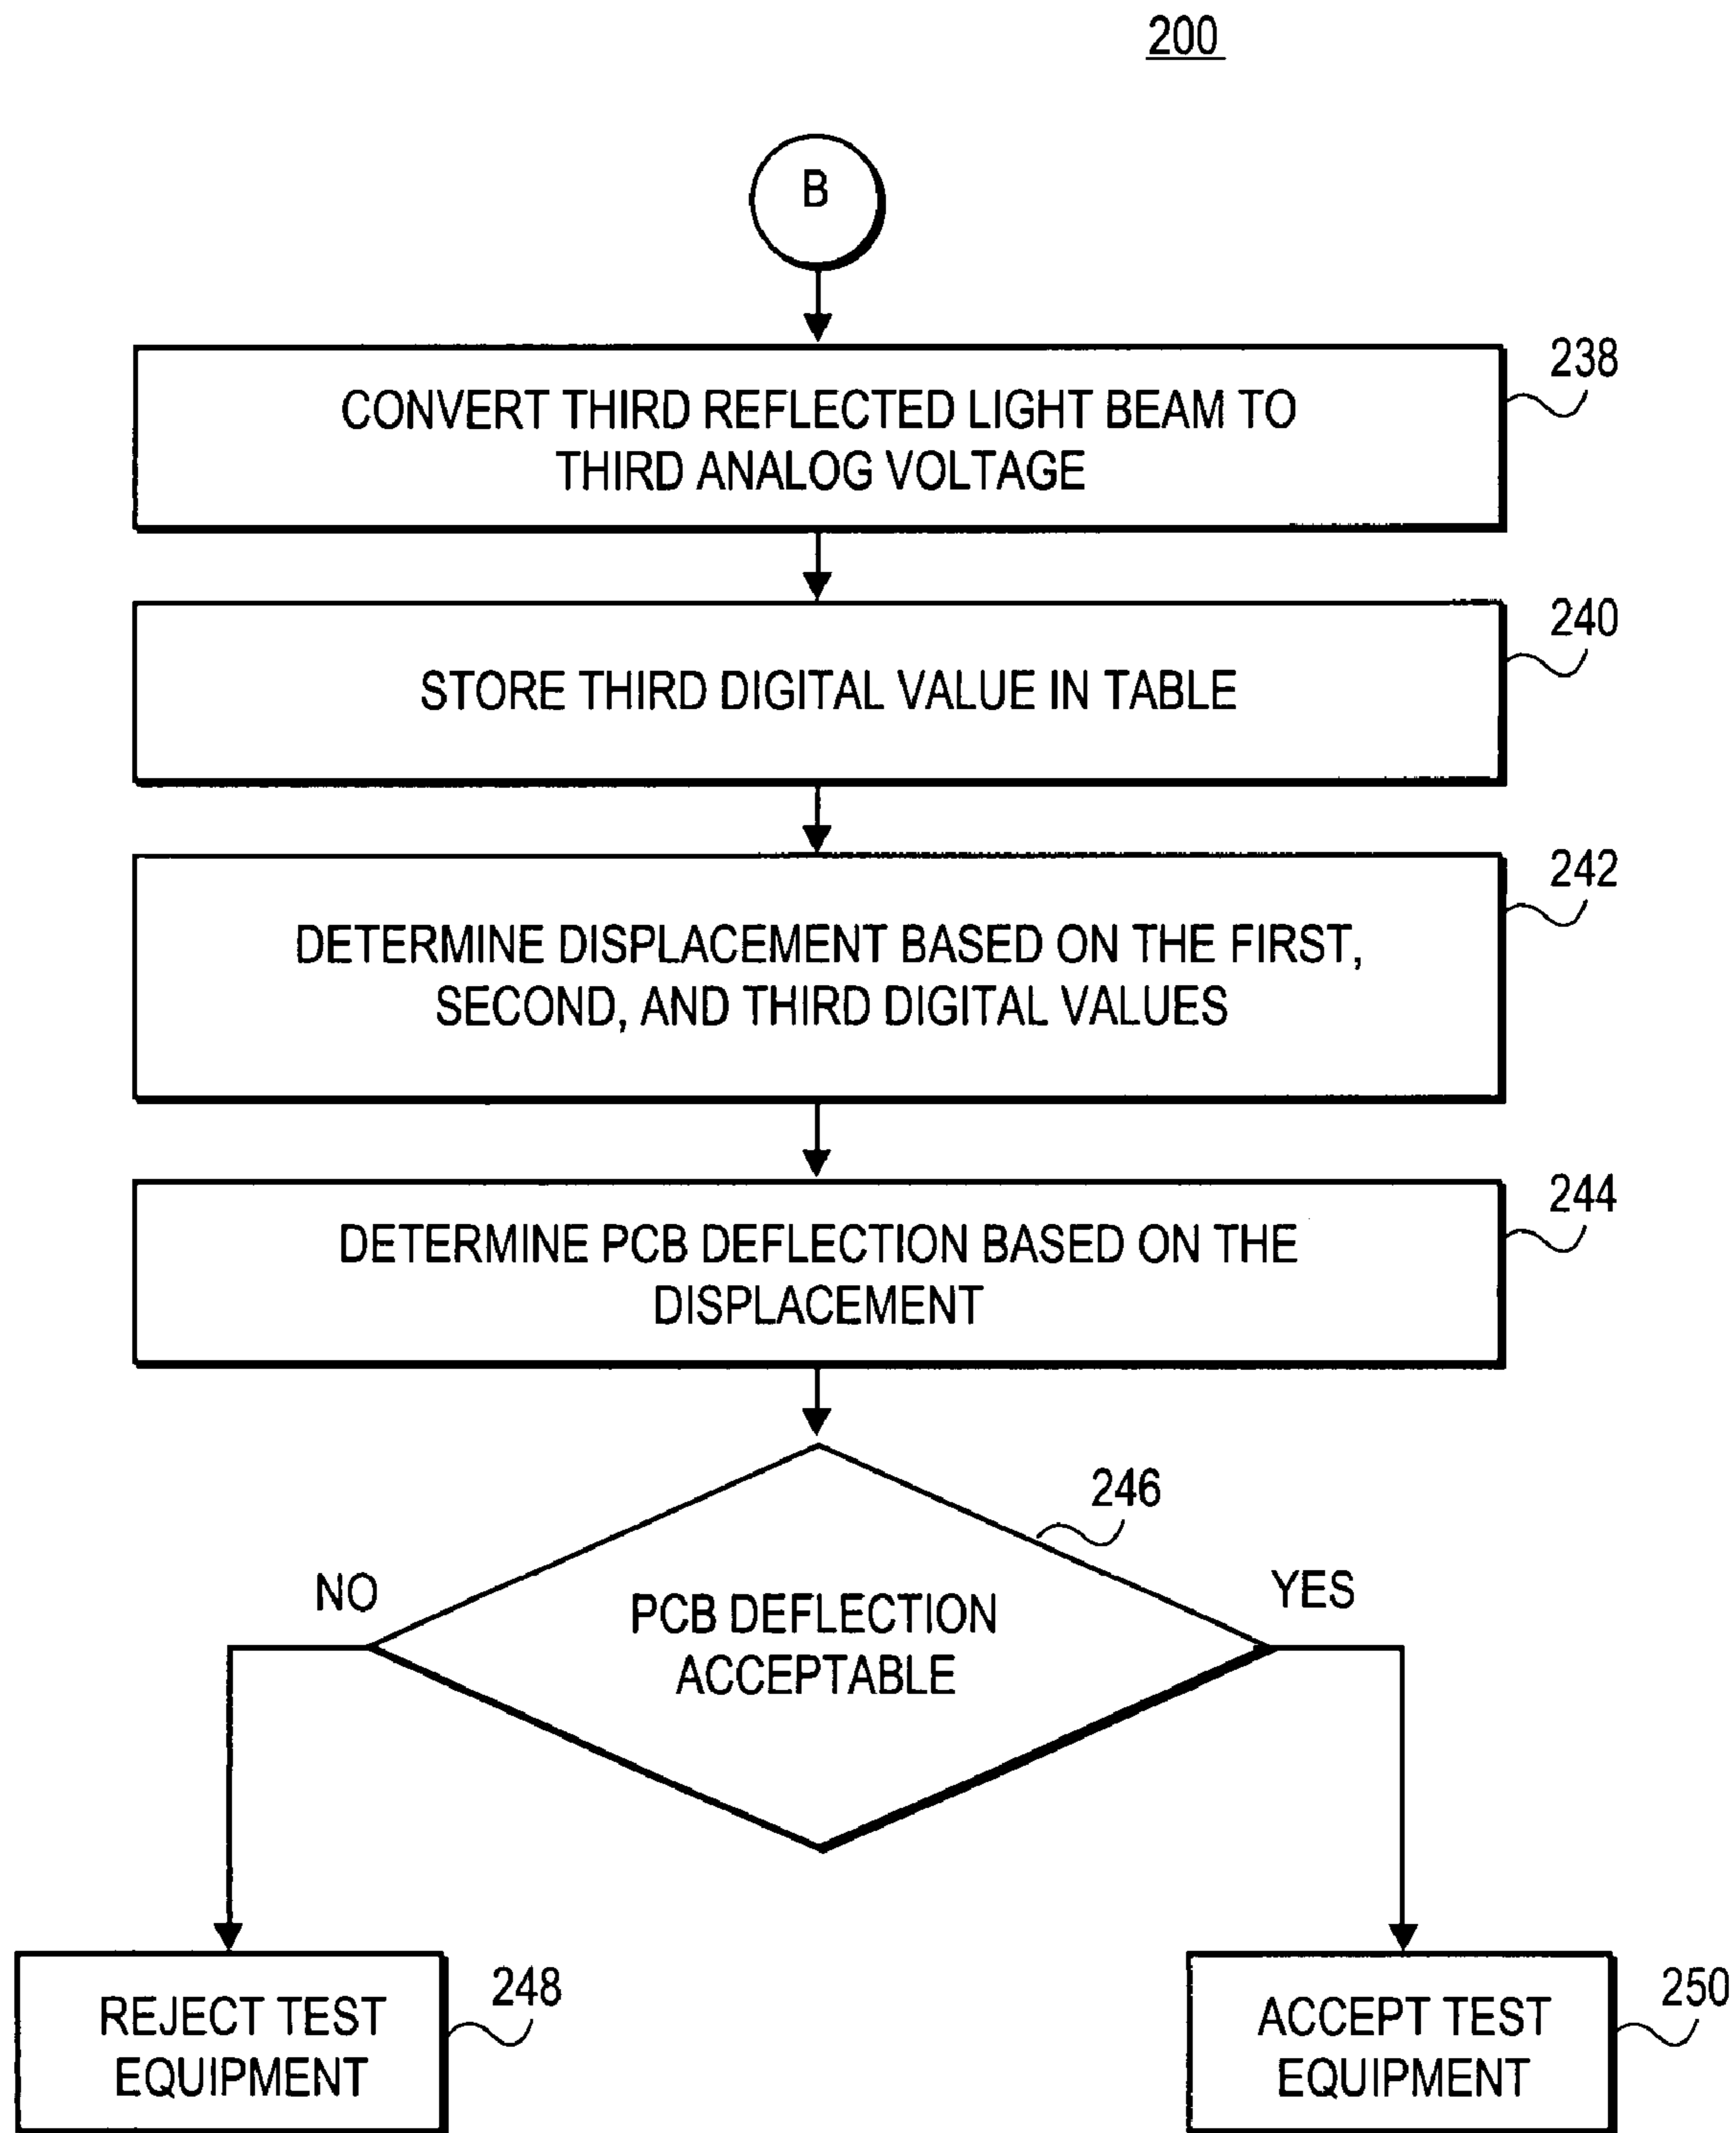 200
B
238
CONVERT THIRD REFLECTED LIGHT BEAM TO
THIRD ANALOG VOLTAGE
240
STORE THIRD DIGITAL VALUE IN TABLE
242
DETERMINE DISPLACEMENT BASED ON THE FIRST,
SECOND, AND THIRD DIGITAL VALUES
244
DETERMINE PCB DEFLECTION BASED ON THE
DISPLACEMENT
246
NO
YES
PCB DEFLECTION
ACCEPTABLE
REJECT TEST
EQUIPMENT
248
ACCEPT TEST
EQUIPMENT
250